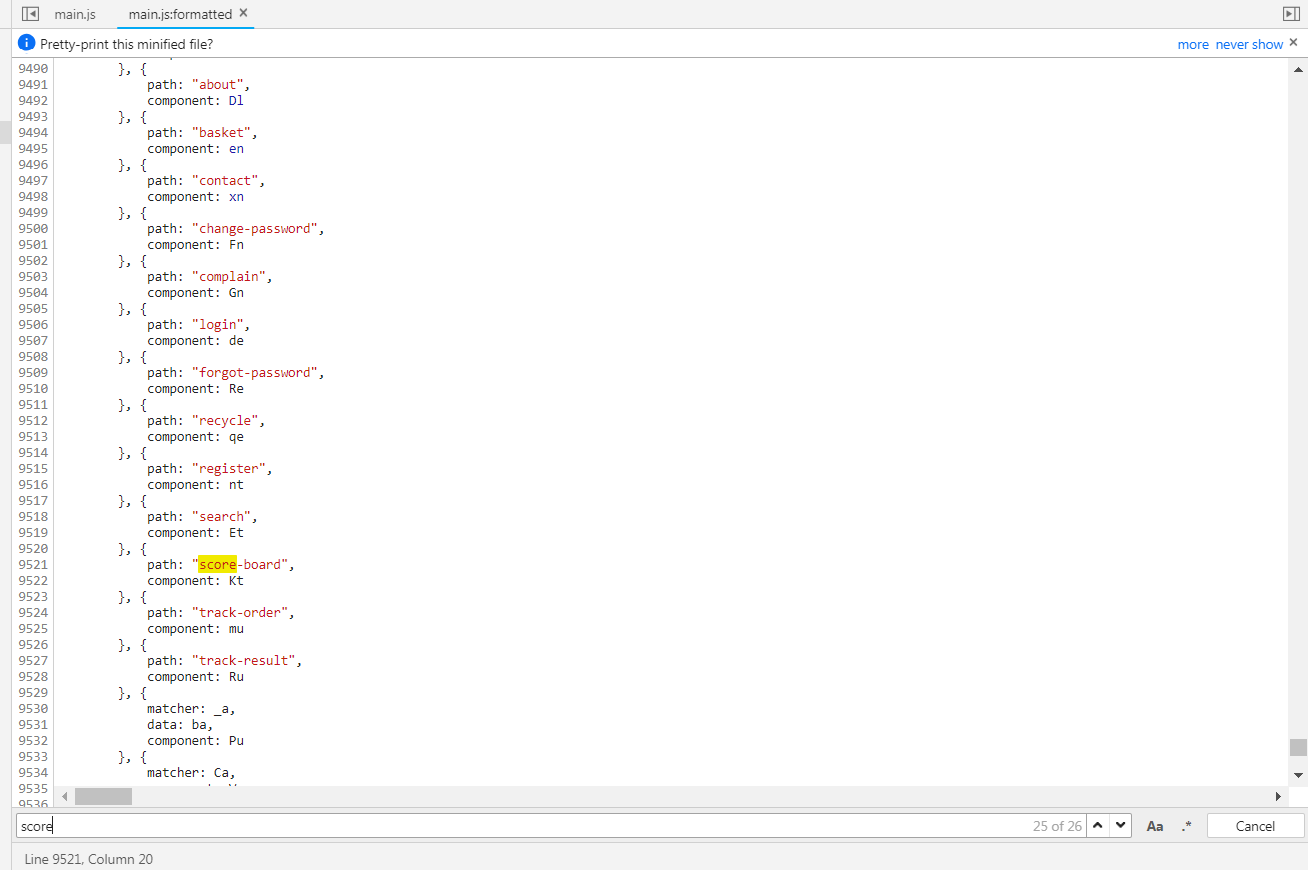 main.js main.js:formatted ×
i Pretty-print this minified file? more never show ×
9490 }, {
9491 path: "about",
9492 component: Dl
9493 }, {
9494 path: "basket",
9495 component: en
9496 }, {
9497 path: "contact",
9498 component: xn
9499 }, {
9500 path: "change-password",
9501 component: Fn
9502 }, {
9503 path: "complain",
9504 component: Gn
9505 }, {
9506 path: "login",
9507 component: de
9508 }, {
9509 path: "forgot-password",
9510 component: Re
9511 }, {
9512 path: "recycle",
9513 component: qe
9514 }, {
9515 path: "register",
9516 component: nt
9517 }, {
9518 path: "search",
9519 component: Et
9520 }, {
9521 path: "score-board",
9522 component: Kt
9523 }, {
9524 path: "track-order",
9525 component: mu
9526 }, {
9527 path: "track-result",
9528 component: Ru
9529 }, {
9530 matcher: _a,
9531 data: ba,
9532 component: Pu
9533 }, {
9534 matcher: Ca,
9535
9536
score 25 of 26 Aa .* Cancel
Line 9521, Column 20